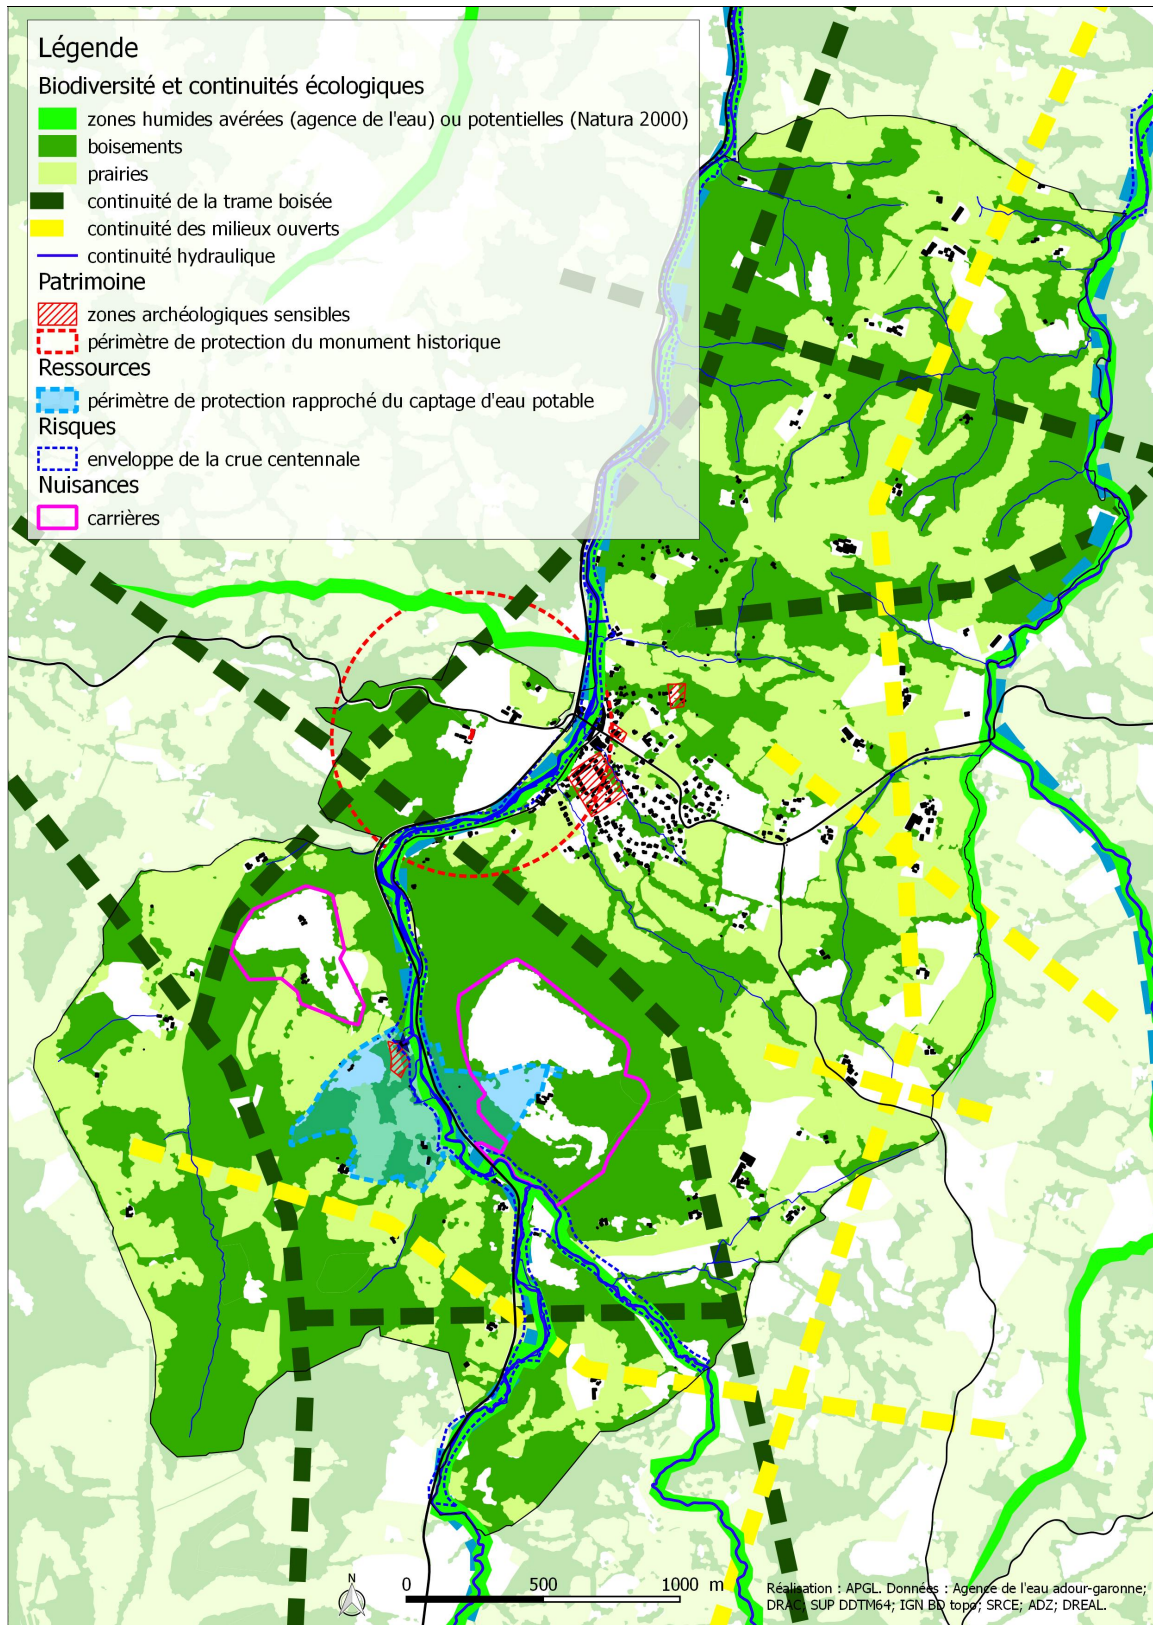 Légende
Biodiversité et continuités écologiques
zones humides avérées (agence de l'eau) ou potentielles (Natura 2000)
boisements
prairies
continuité de la trame boisée
continuité des milieux ouverts
continuité hydraulique
Patrimoine
zones archéologiques sensibles
périmètre de protection du monument historique
Ressources
périmètre de protection rapproché du captage d'eau potable
Risques
enveloppe de la crue centennale
Nuisances
carrières
N
0 500 1000 m
Réalisation : APGL. Données : Agence de l'eau adour-garonne;
DRAC; SUP DDTM64; IGN BD topo; SRCE; ADZ; DREAL.